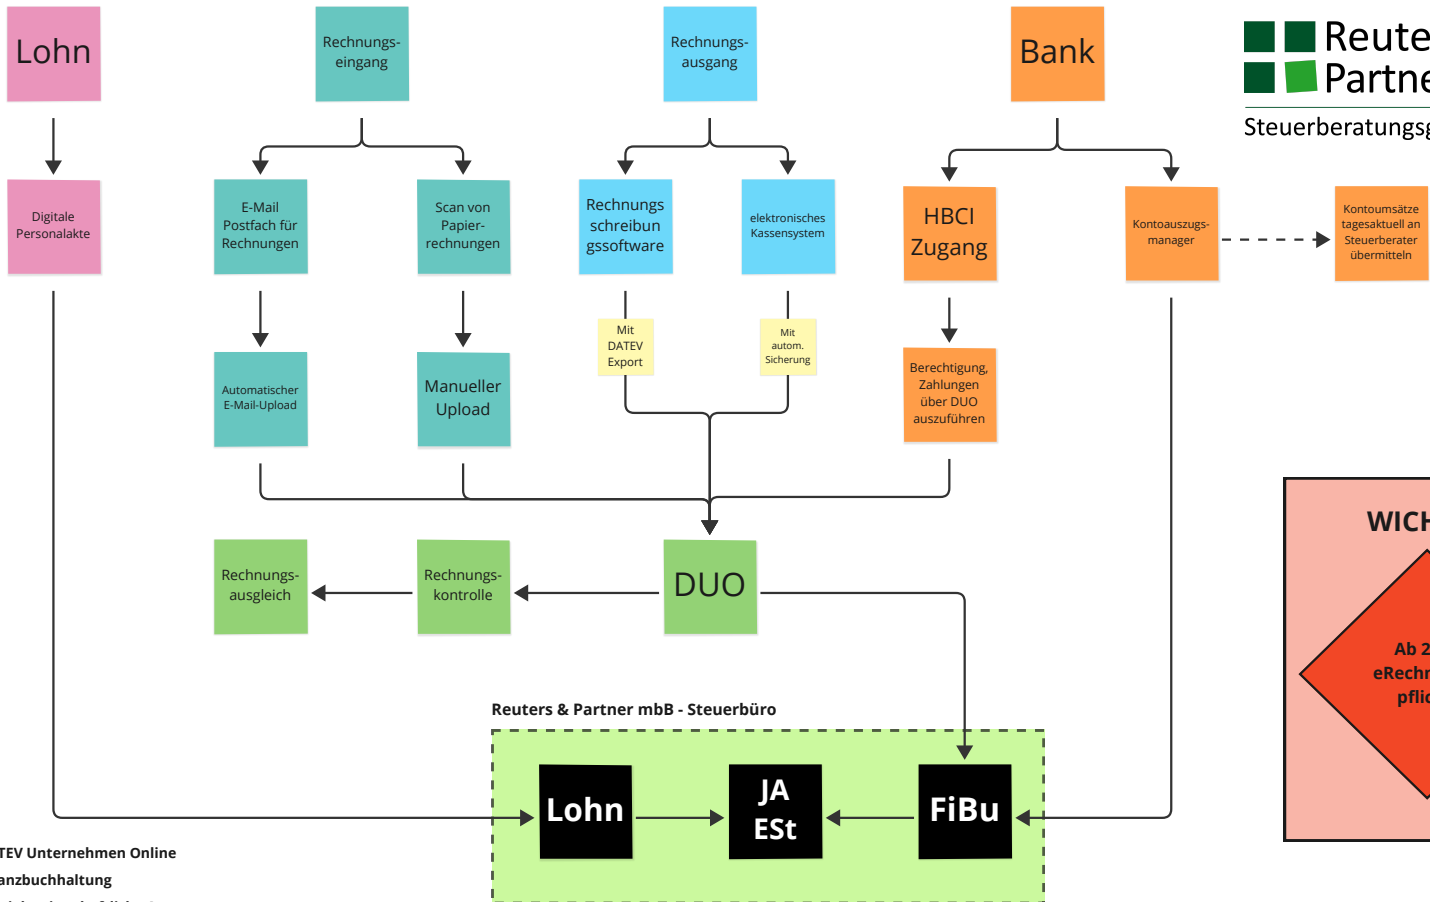 Lohn
Rechnungs-
eingang
Rechnungs-
ausgang
Bank
Reute
Partne
Steuerberatungsg
Digitale
Personalakte
E-Mail
Postfach für
Rechnungen
Scan von
Papier-
rechnungen
Rechnungs
schreibun
gssoftware
elektronisches
Kassensystem
HBCI
Zugang
Kontoauszugs-
manager
Kontoumsätze
tagesaktuell an
Steuerberater
übermitteln
Mit
DATEV
Export
Mit
autom.
Sicherung
Automatischer
E-Mail-Upload
Manueller
Upload
Berechtigung,
Zahlungen
über DUO
auszuführen
WICH
Rechnungs-
ausgleich
Rechnungs-
kontrolle
DUO
Ab 2
eRechn
pflic
Reuters & Partner mbB - Steuerbüro
Lohn
JA
ESt
FiBu
TEV Unternehmen Online
anzbuchhaltung